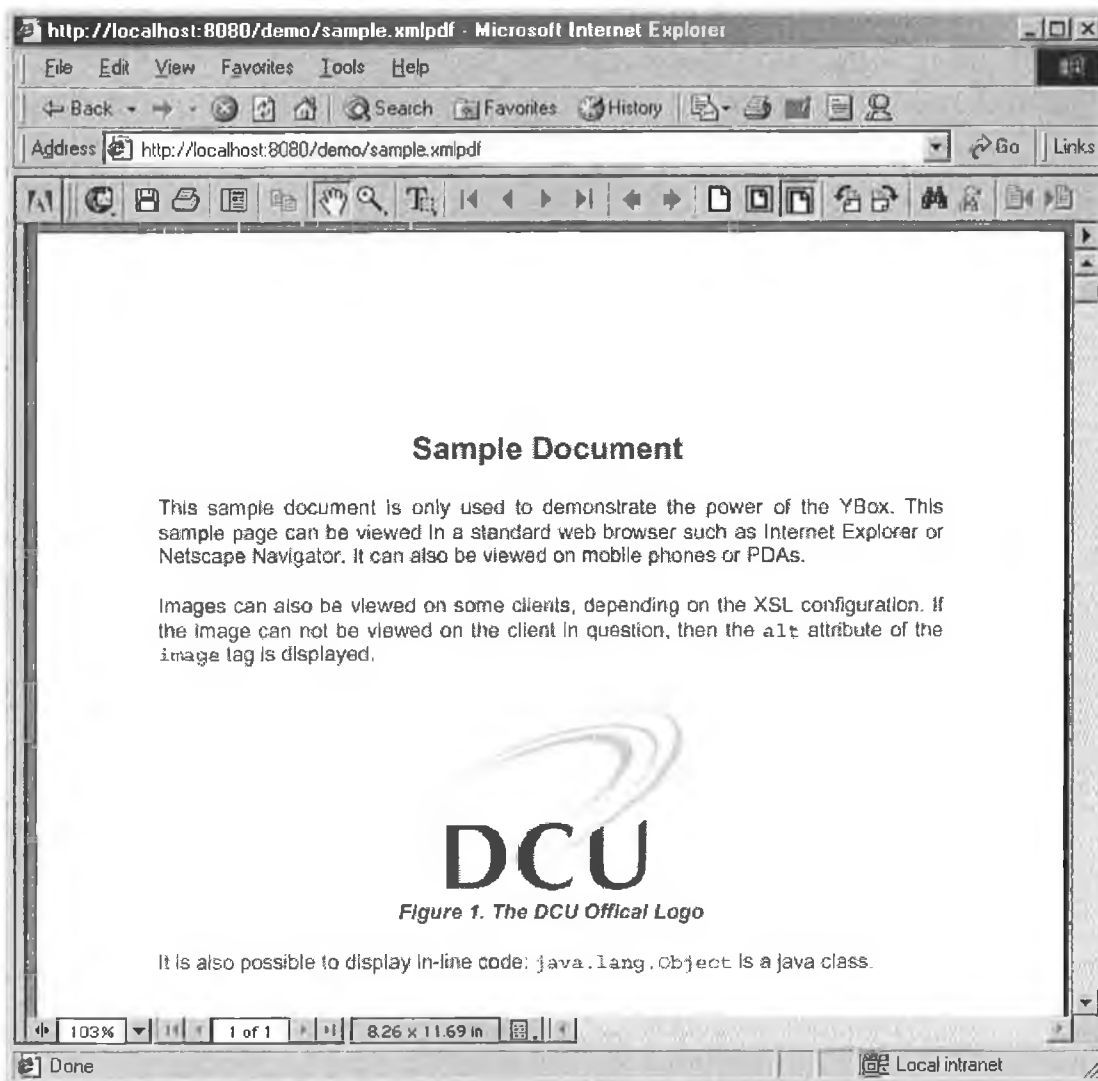 http://localhost:8080/demo/sample.xmlpdf - Microsoft Internet Explorer
File Edit View Favorites Tools Help
Back Search Favorites History
Address http://localhost:8080/demo/sample.xmlpdf Go Links
Sample Document
This sample document is only used to demonstrate the power of the YBox. This
sample page can be viewed in a standard web browser such as Internet Explorer or
Netscape Navigator. It can also be viewed on mobile phones or PDAs.
Images can also be viewed on some clients, depending on the XSL configuration. If
the image can not be viewed on the client in question, then the alt attribute of the
image tag is displayed.
DCU
Figure 1. The DCU Offical Logo
It is also possible to display in-line code: java.lang.Object is a java class.
103% 1 of 1 8.26 x 11.69 in
Done Local intranet